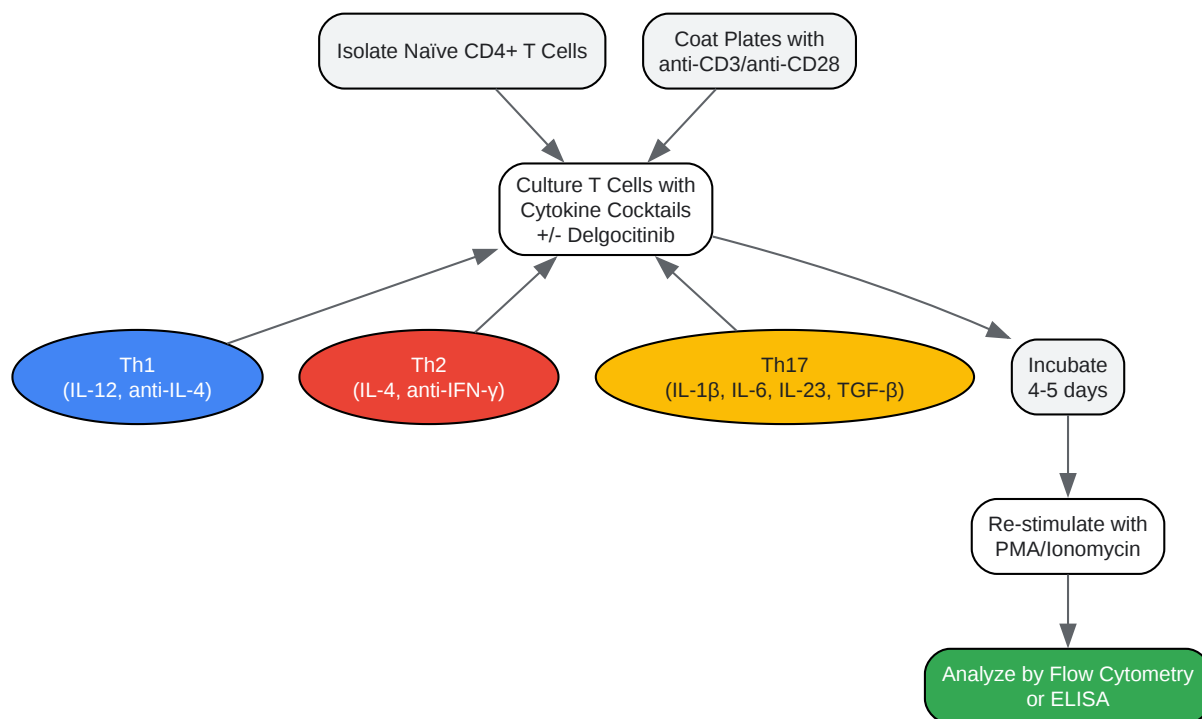 Isolate Naïve CD4+ T Cells
Coat Plates with
anti-CD3/anti-CD28
Culture T Cells with
Cytokine Cocktails
+/- Delgocitinib
Th1
(IL-12, anti-IL-4)
Th2
(IL-4, anti-IFN-γ)
Th17
(IL-1β, IL-6, IL-23, TGF-β)
Incubate
4-5 days
Re-stimulate with
PMA/Ionomycin
Analyze by Flow Cytometry
or ELISA